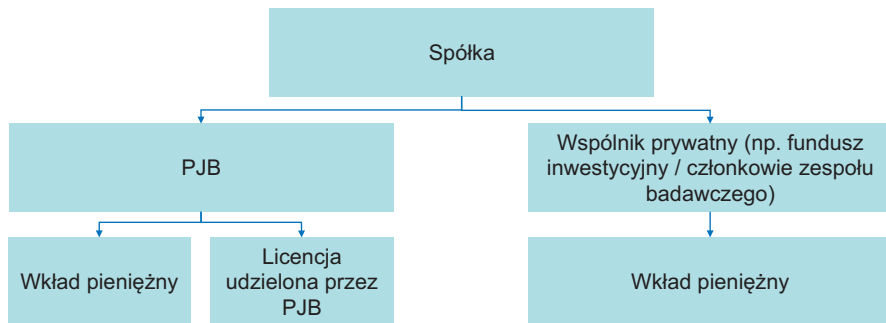 Spółka
PJB
Wspólnik prywatny (np. fundusz
inwestycyjny / członkowie zespołu
badawczego)
Wkład pieniężny
Licencja
udzielona przez
PJB
Wkład pieniężny